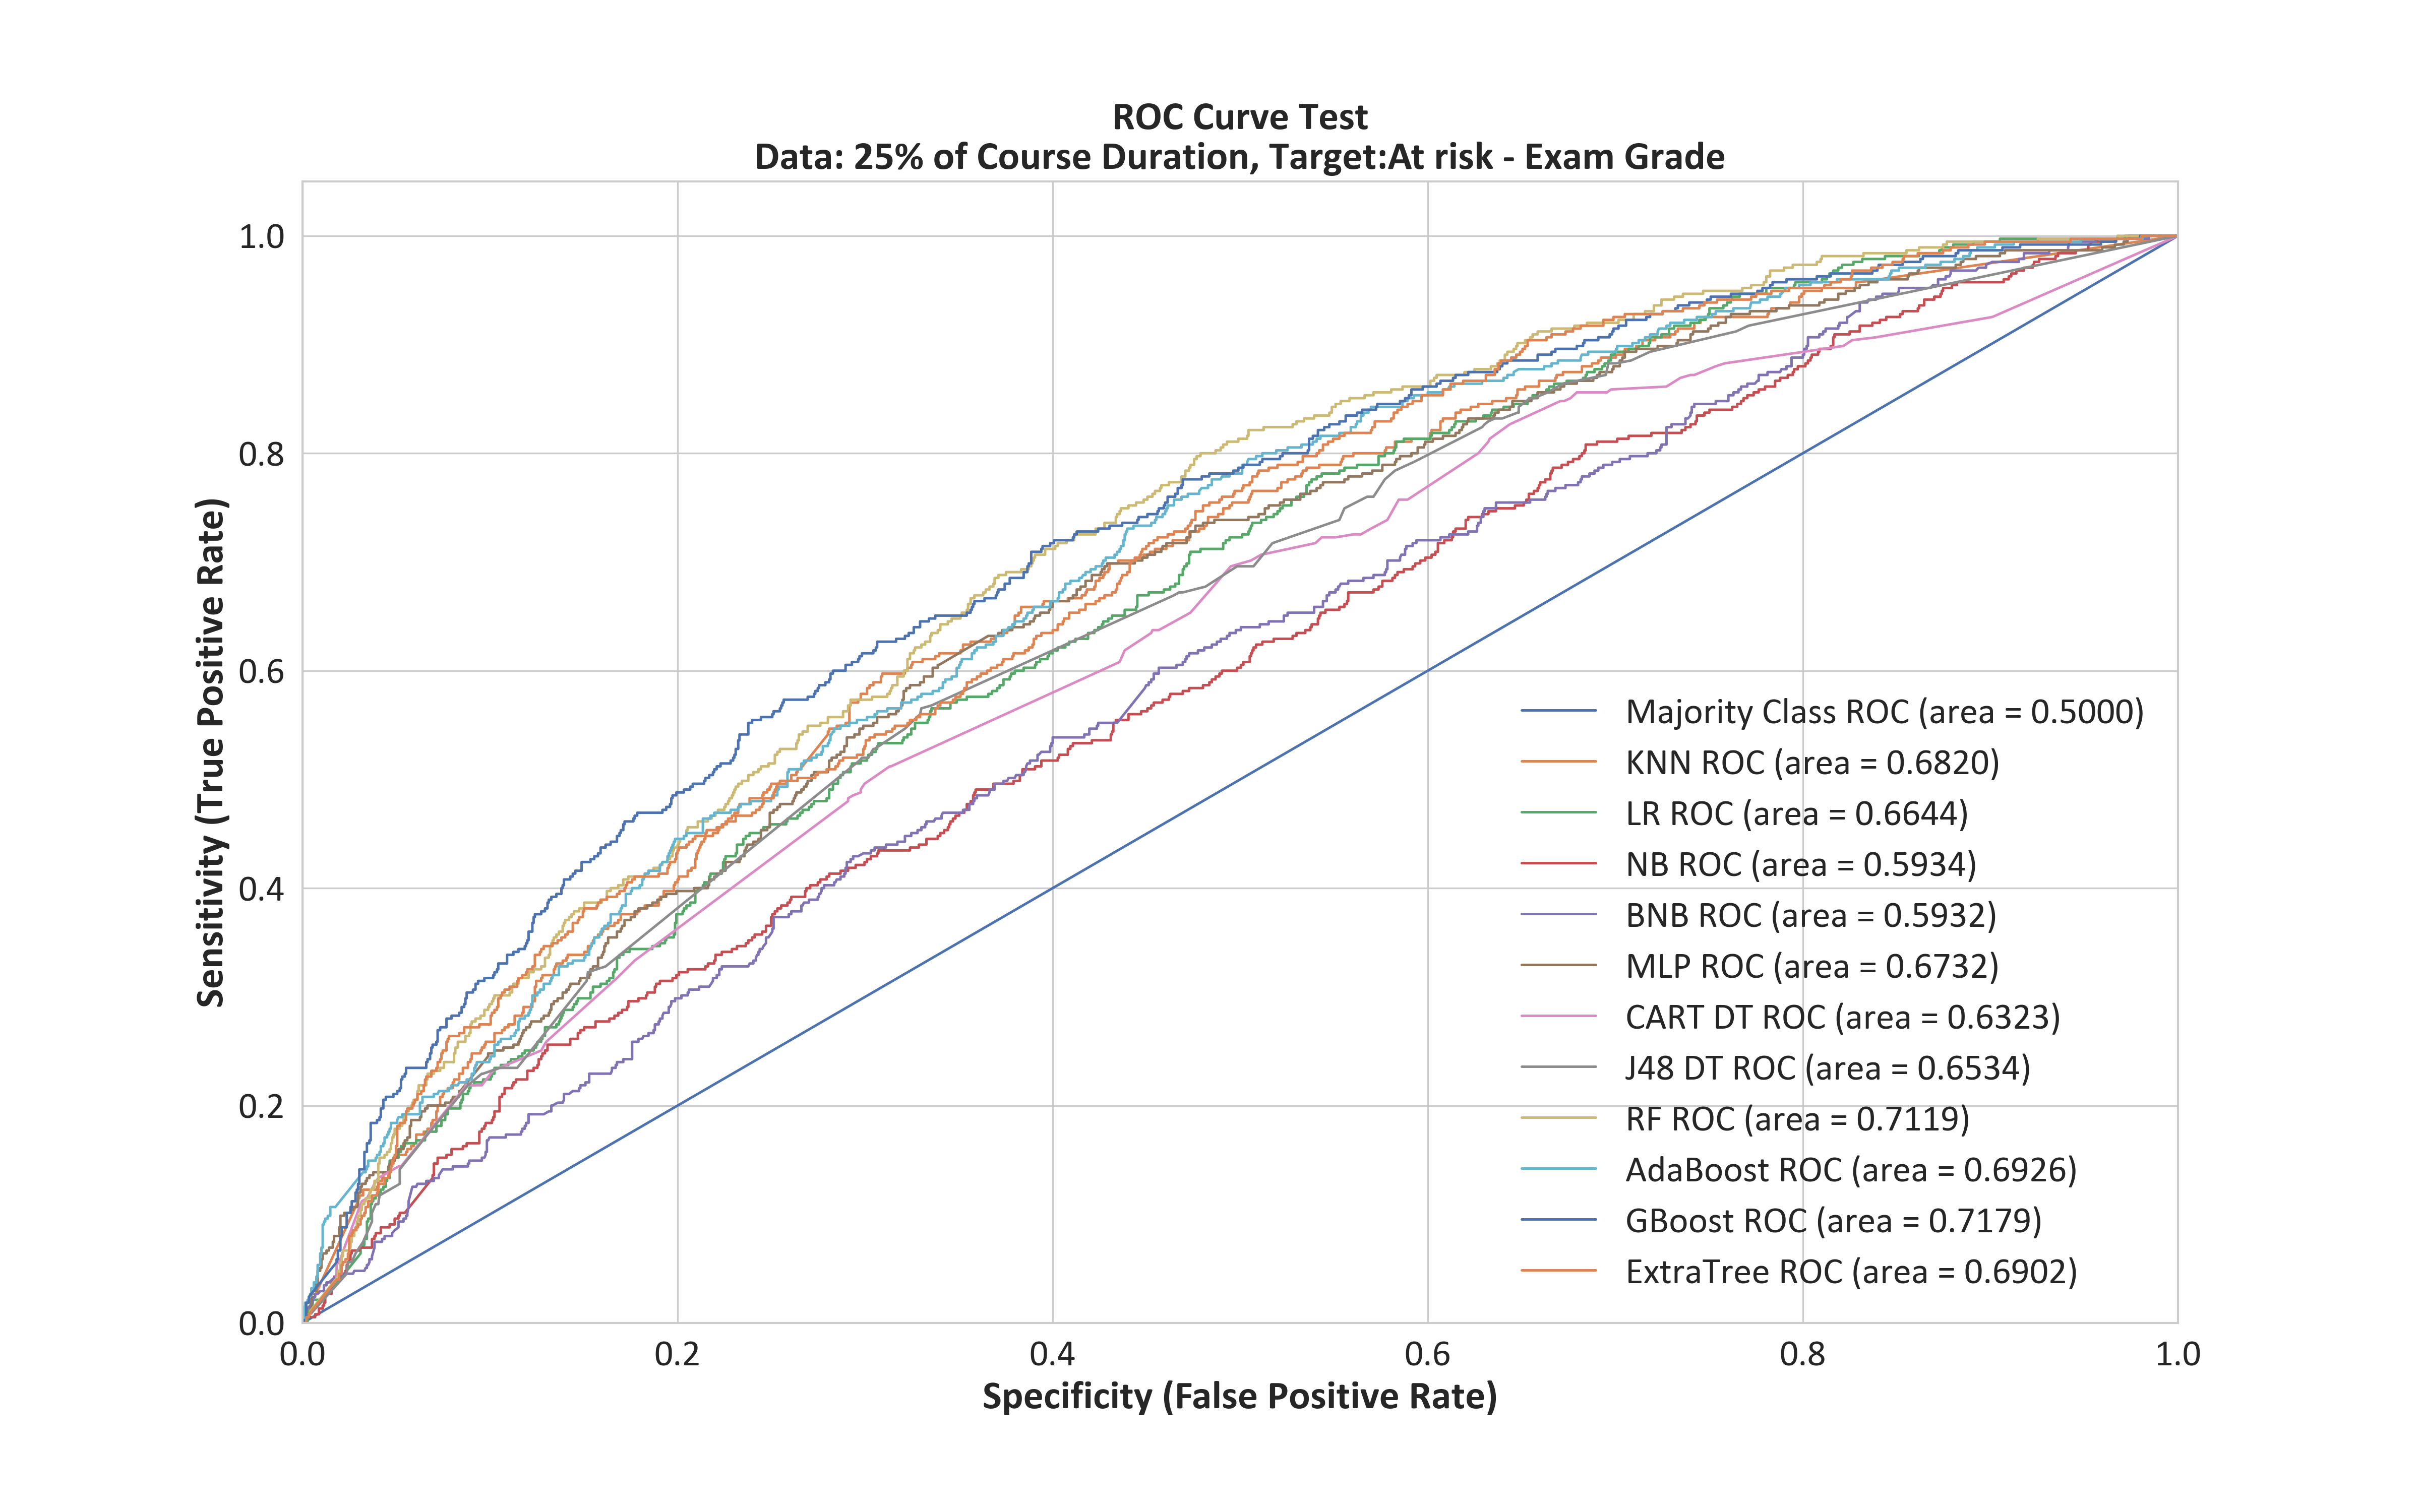 ROC Curve Test
Data: 25% of Course Duration, Target:At risk - Exam Grade
Sensitivity (True Positive Rate)
1.0
0.8
0.6
0.4
0.2
0.0
Majority Class ROC (area = 0.5000)
KNN ROC (area = 0.6820)
LR ROC (area = 0.6644)
NB ROC (area = 0.5934)
BNB ROC (area = 0.5932)
MLP ROC (area = 0.6732)
CART DT ROC (area = 0.6323)
J48 DT ROC (area = 0.6534)
RF ROC (area = 0.7119)
AdaBoost ROC (area = 0.6926)
GBoost ROC (area = 0.7179)
ExtraTree ROC (area = 0.6902)
0.0 0.2 0.4 0.6 0.8 1.0
Specificity (False Positive Rate)